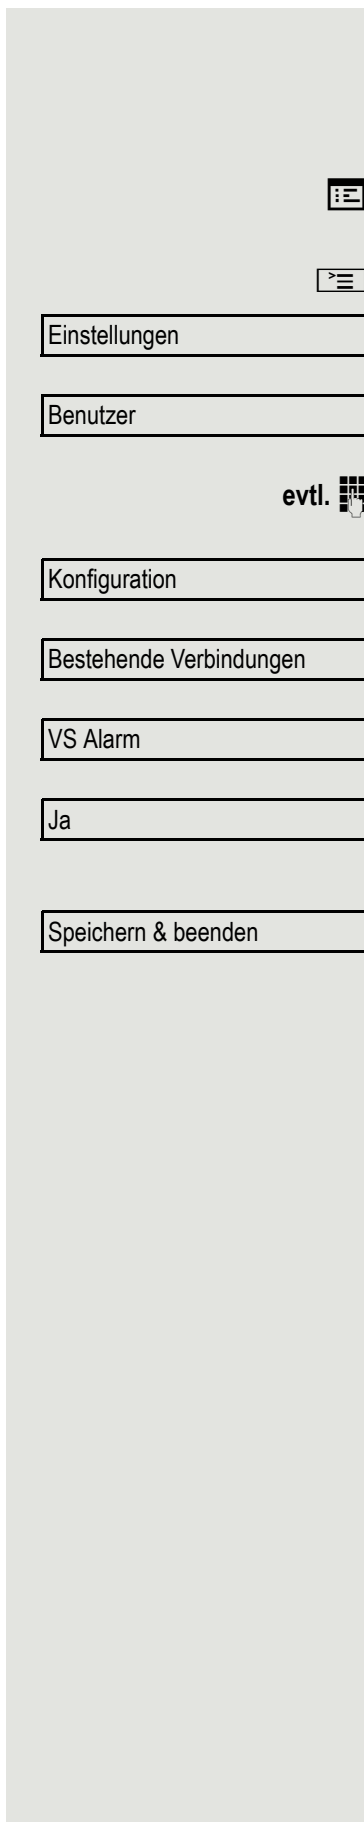 Einstellungen
Benutzer
evtl.
Konfiguration
Bestehende Verbindungen
VS Alarm
Ja
Speichern & beenden